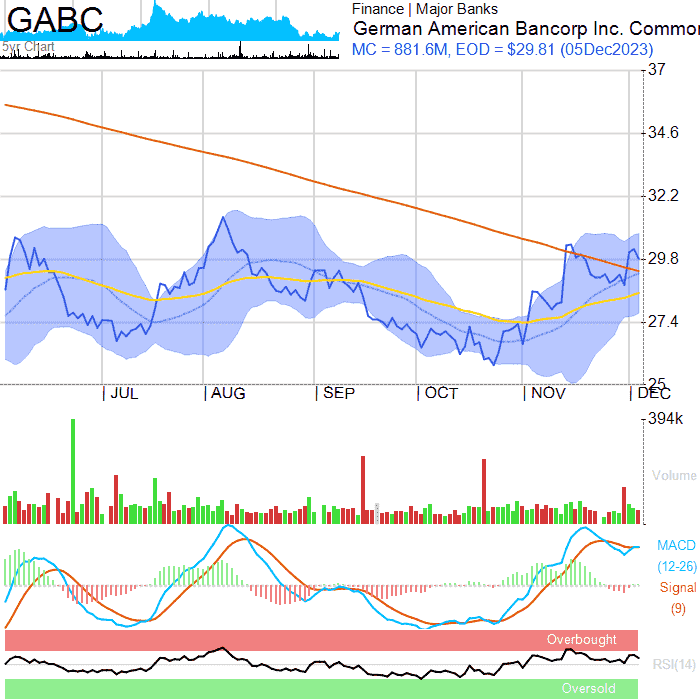 GABC
5yr Chart
Finance | Major Banks
German American Bancorp Inc. Common
MC = 881.6M, EOD = $29.81 (05Dec2023)
37
34.6
32.2
29.8
27.4
25
JUL
AUG
SEP
OCT
NOV
DEC
394k
Volume
MACD
(12-26)
Signal
(9)
Overbought
RSI(14)
Oversold